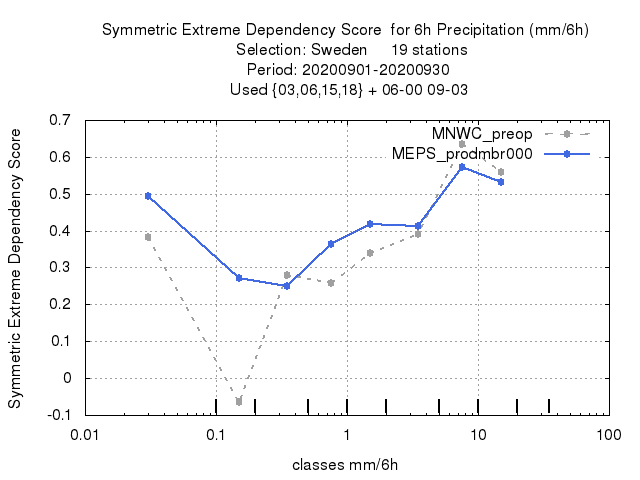 Symmetric Extreme Dependency Score for 6h Precipitation (mm/6h)
Selection: Sweden 19 stations
Period: 20200901-20200930
Used {03,06,15,18} + 06-00 09-03
MNWC_preop
MEPS_prodmbr000
Symmetric Extreme Dependency Score
0.7
0.6
0.5
0.4
0.3
0.2
0.1
0
-0.1
0.01 0.1 1 10 100
classes mm/6h